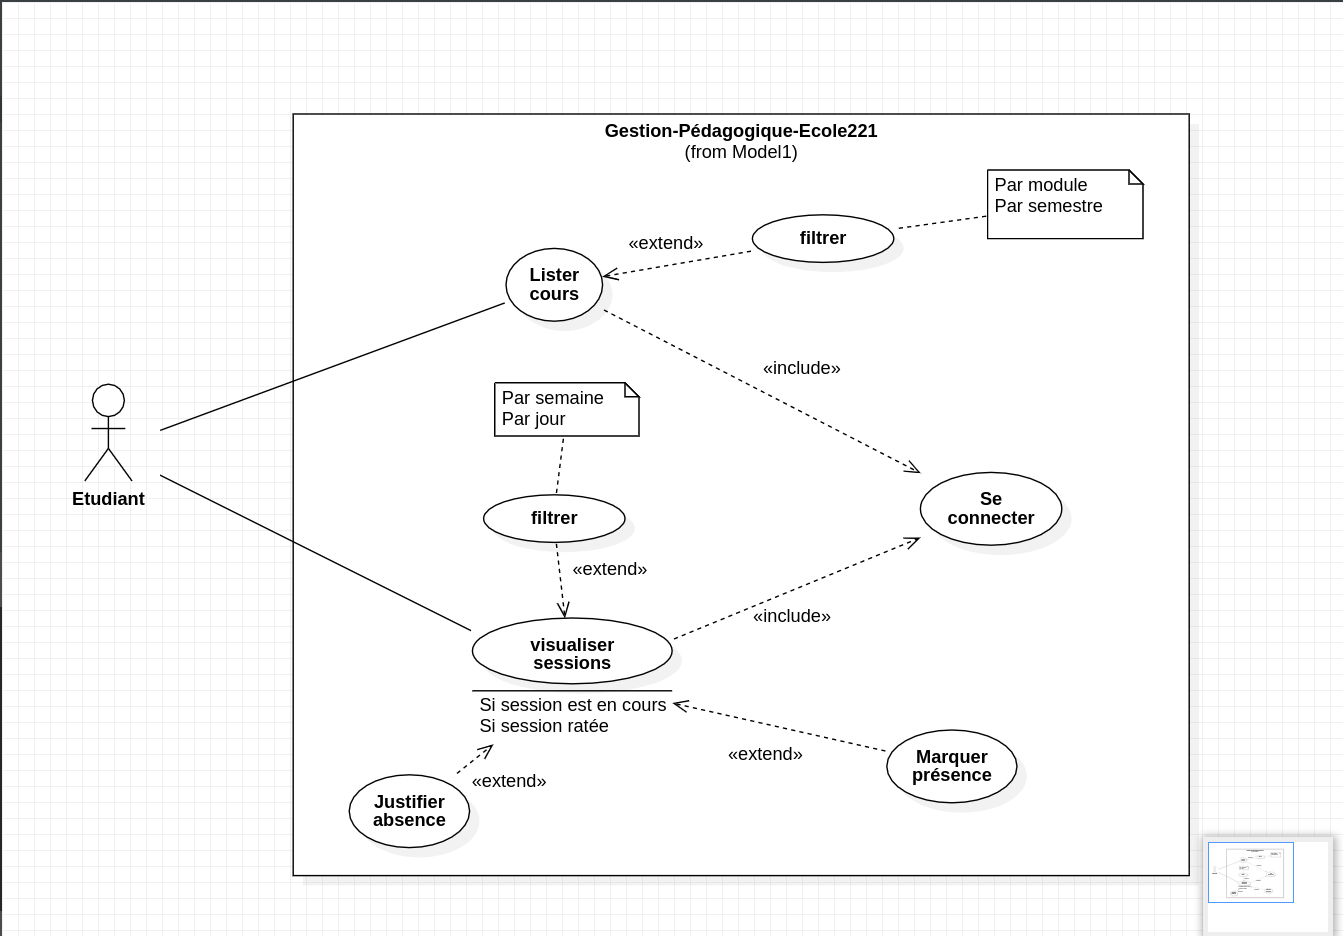 Gestion-Pédagogique-Ecole221
(from Model1)
Par module
Par semestre
filtrer
«extend»
Lister
cours
«include»
Par semaine
Par jour
Etudiant
Se
connecter
filtrer
«extend»
«include»
visualiser
sessions
Si session est en cours
Si session ratée
«extend»
Marquer
présence
«extend»
Justifier
absence